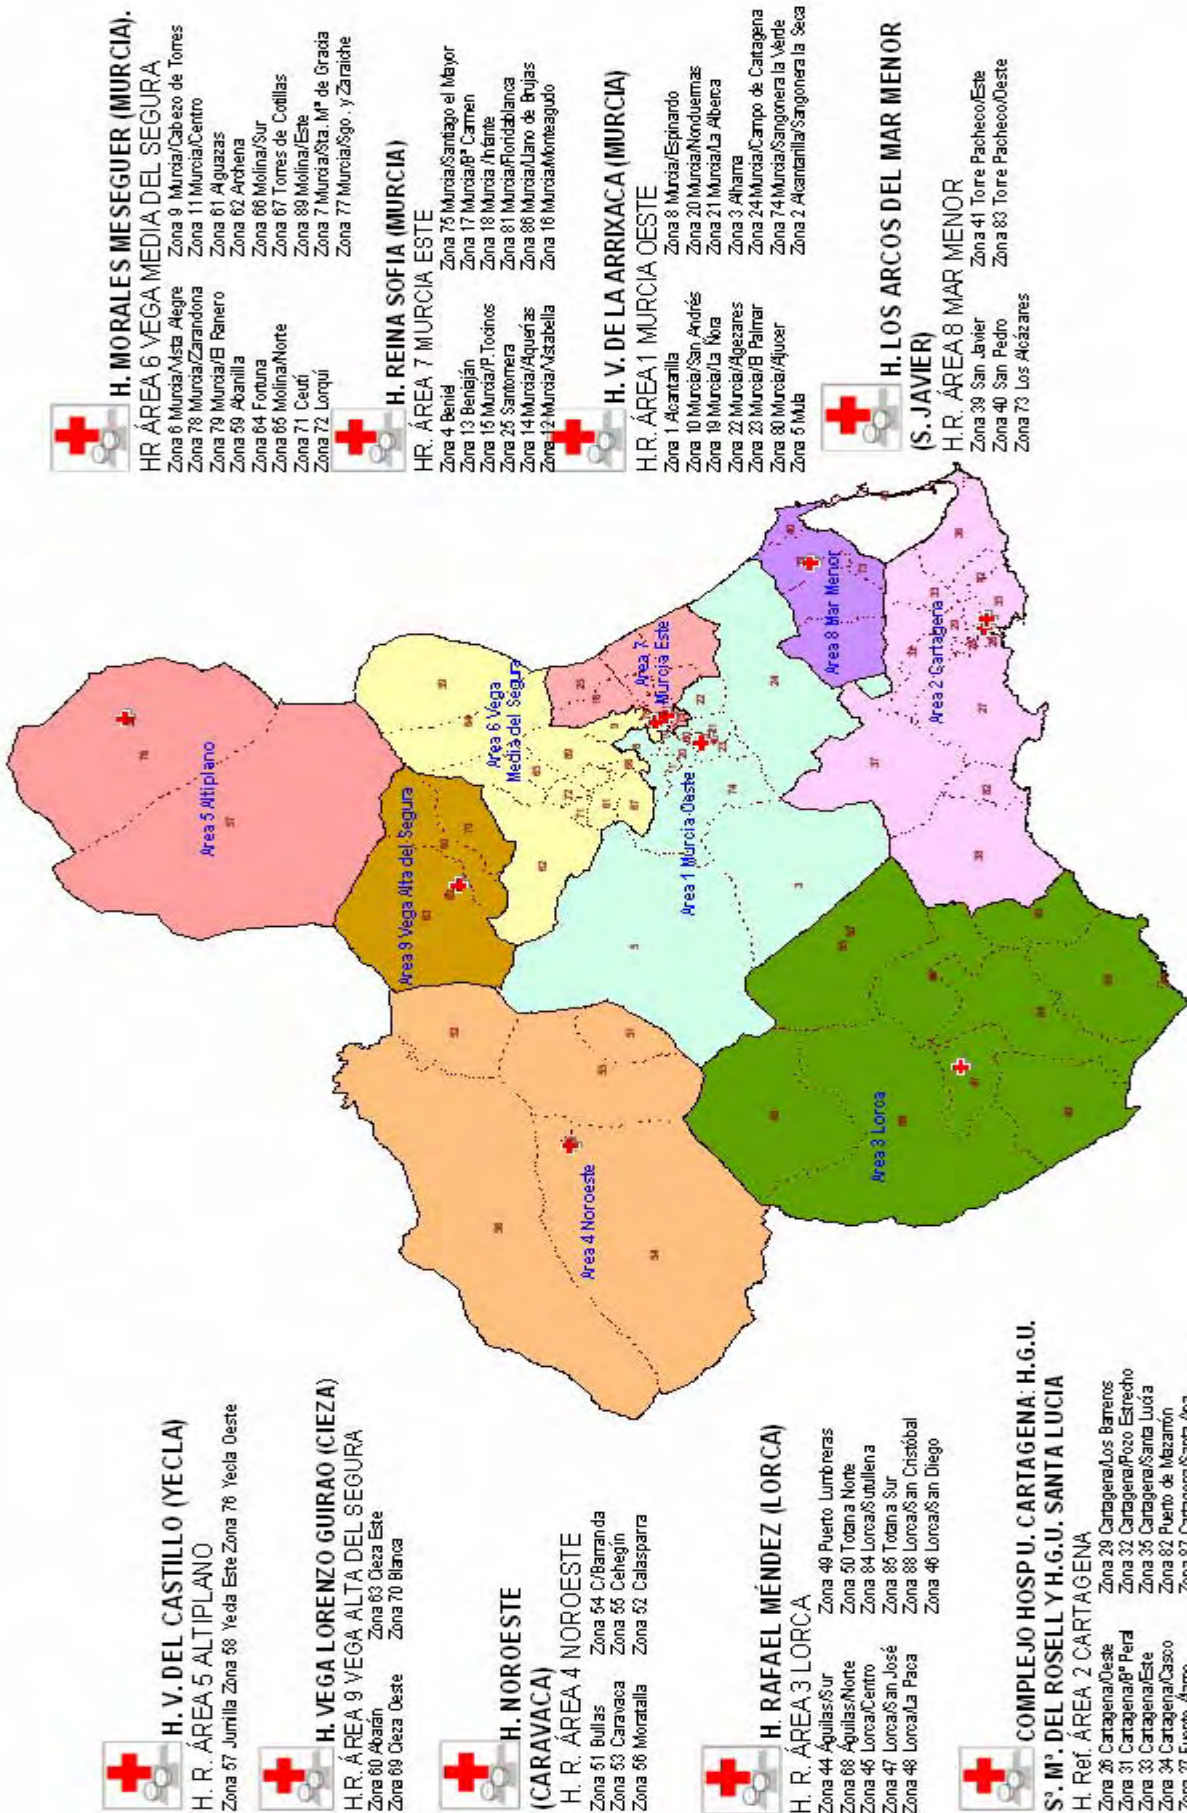 H. V. DEL CASTILLO (YECLA)
H. R. ÁREA 5 ALTIPLANO
Zona 57 Jumilla Zona 58 Yecla Este Zona 76 Yecla Oeste
H. VEGA LORENZO GUIRAO (CIEZA)
H.R. ÁREA 9 VEGA ALTA DEL SEGURA
Zona 60 Abarán Zona 63 Cieza Este
Zona 69 Cieza Oeste Zona 70 Blanca
H. NOROESTE
(CARAVACA)
H. R. ÁREA 4 NOROESTE
Zona 51 Bullas Zona 54 C/Barranda
Zona 53 Caravaca Zona 55 Cehegín
Zona 56 Moratalla Zona 52 Calasparra
H. RAFAEL MÉNDEZ (LORCA)
H. R. ÁREA 3 LORCA
Zona 44 Águilas/Sur Zona 49 Puerto Lumbreras
Zona 68 Águilas/Norte Zona 50 Totana Norte
Zona 45 Lorca/Centro Zona 84 Lorca/Sutullena
Zona 47 Lorca/San José Zona 85 Totana Sur
Zona 48 Lorca/La Paca Zona 88 Lorca/San Cristóbal
Zona 46 Lorca/San Diego
COMPLEJO HOSP U. CARTAGENA: H.G.U.
Sª. Mª. DEL ROSELL Y H.G.U. SANTA LUCIA
H. Ref. ÁREA 2 CARTAGENA
Zona 26 Cartagena/Oeste Zona 29 Cartagena/Los Barreros
Zona 31 Cartagena/Bº Peral Zona 32 Cartagena/Pozo Estrecho
Zona 33 Cartagena/Este Zona 35 Cartagena/Santa Lucía
Zona 34 Cartagena/Casco Zona 82 Puerto de Mazarrón
Zona 37 Fuente Álamo Zona 87 Cartagena/Santa Ana
Area 5 Altiplano
Area 9 Vega Alta del Segura
Area 6 Vega
Media del Segura
Area 4 Noroeste
Area 7
Murcia Este
Area 1 Murcia-Oeste
Area 8 Mar Menor
Area 3 Lorca
Area 2 Cartagena
H. MORALES MESEGUER (MURCIA).
HR. ÁREA 6 VEGA MEDIA DEL SEGURA
Zona 6 Murcia/Vista Alegre Zona 9 Murcia/Cabezo de Torres
Zona 78 Murcia/Zarandona Zona 11 Murcia/Centro
Zona 79 Murcia/El Ranero Zona 61 Alguazas
Zona 59 Abanilla Zona 62 Archena
Zona 64 Fortuna Zona 66 Molina/Sur
Zona 65 Molina/Norte Zona 67 Torres de Cotillas
Zona 71 Ceutí Zona 89 Molina/Este
Zona 72 Lorquí Zona 7 Murcia/Sta. Mª de Gracia
Zona 77 Murcia/Sgo. y Zaraiche
H. REINA SOFIA (MURCIA)
HR. ÁREA 7 MURCIA ESTE
Zona 4 Beniel Zona 75 Murcia/Santiago el Mayor
Zona 13 Beniaján Zona 17 Murcia/Bº Carmen
Zona 15 Murcia/P.Tocinos Zona 18 Murcia /Infante
Zona 25 Santomera Zona 81 Murcia/Floridablanca
Zona 14 Murcia/Alquerías Zona 86 Murcia/Llano de Brujas
Zona 12 Murcia/Vistabella Zona 16 Murcia/Monteagudo
H. V. DE LA ARRIXACA (MURCIA)
H.R. ÁREA 1 MURCIA OESTE
Zona 1 Alcantarilla Zona 8 Murcia/Espinardo
Zona 10 Murcia/San Andrés Zona 20 Murcia/Nonduermas
Zona 19 Murcia/La Ñora Zona 21 Murcia/La Alberca
Zona 22 Murcia/Algezares Zona 3 Alhama
Zona 23 Murcia/El Palmar Zona 24 Murcia/Campo de Cartagena
Zona 80 Murcia/Aljucer Zona 74 Murcia/Sangonera la Verde
Zona 5 Mula Zona 2 Alcantarilla/Sangonera la Seca
H. LOS ARCOS DEL MAR MENOR
(S. JAVIER)
H.R. ÁREA 8 MAR MENOR
Zona 39 San Javier Zona 41 Torre Pacheco/Este
Zona 40 San Pedro Zona 83 Torre Pacheco/Oeste
Zona 73 Los Alcázares